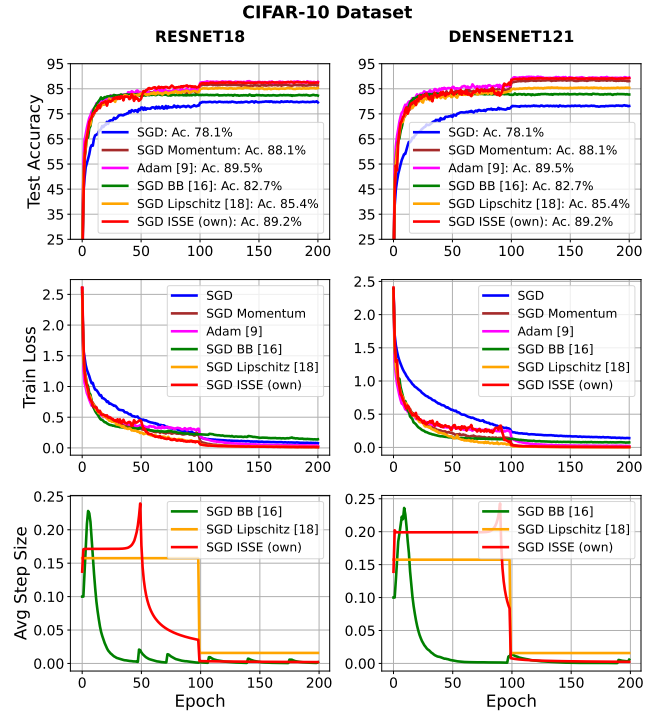 CIFAR-10 Dataset
RESNET18
DENSENET121
Test Accuracy
95
85
75
65
55
45
35
25
SGD: Ac. 78.1%
SGD Momentum: Ac. 88.1%
Adam [9]: Ac. 89.5%
SGD BB [16]: Ac. 82.7%
SGD Lipschitz [18]: Ac. 85.4%
SGD ISSE (own): Ac. 89.2%
0 50 100 150 200
95
85
75
65
55
45
35
25
SGD: Ac. 78.1%
SGD Momentum: Ac. 88.1%
Adam [9]: Ac. 89.5%
SGD BB [16]: Ac. 82.7%
SGD Lipschitz [18]: Ac. 85.4%
SGD ISSE (own): Ac. 89.2%
0 50 100 150 200
Train Loss
2.5
2.0
1.5
1.0
0.5
0.0
SGD
SGD Momentum
Adam [9]
SGD BB [16]
SGD Lipschitz [18]
SGD ISSE (own)
0 50 100 150 200
2.5
2.0
1.5
1.0
0.5
0.0
SGD
SGD Momentum
Adam [9]
SGD BB [16]
SGD Lipschitz [18]
SGD ISSE (own)
0 50 100 150 200
Avg Step Size
0.25
0.20
0.15
0.10
0.05
0.00
SGD BB [16]
SGD Lipschitz [18]
SGD ISSE (own)
0 50 100 150 200
Epoch
0.25
0.20
0.15
0.10
0.05
0.00
SGD BB [16]
SGD Lipschitz [18]
SGD ISSE (own)
0 50 100 150 200
Epoch